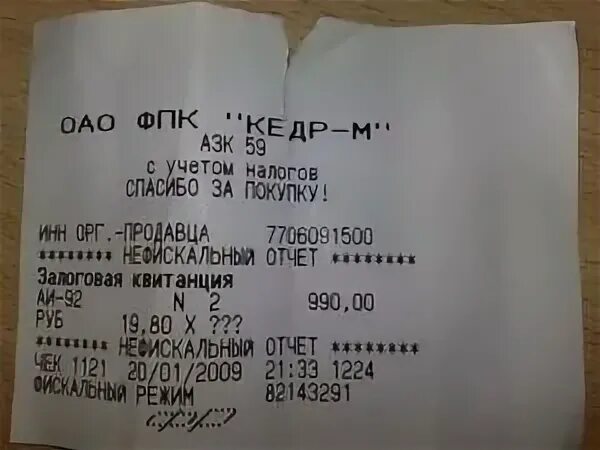 ОАО ФПК "КЕДР-М"
АЗК 59
с учетом налогов
СПАСИБО ЗА ПОКУПКУ!
ИНН ОРГ.-ПРОДАВЦА 7706091500
******** НЕФИСКАЛЬНЫЙ ОТЧЕТ ********
Залоговая квитанция
АИ-92 N 2 990,00
РУБ 19,80 X ???
******** НЕФИСКАЛЬНЫЙ ОТЧЕТ ********
ЧЕК 1121 20/01/2009 21:33 1224
ФИСКАЛЬНЫЙ РЕЖИМ 82143291